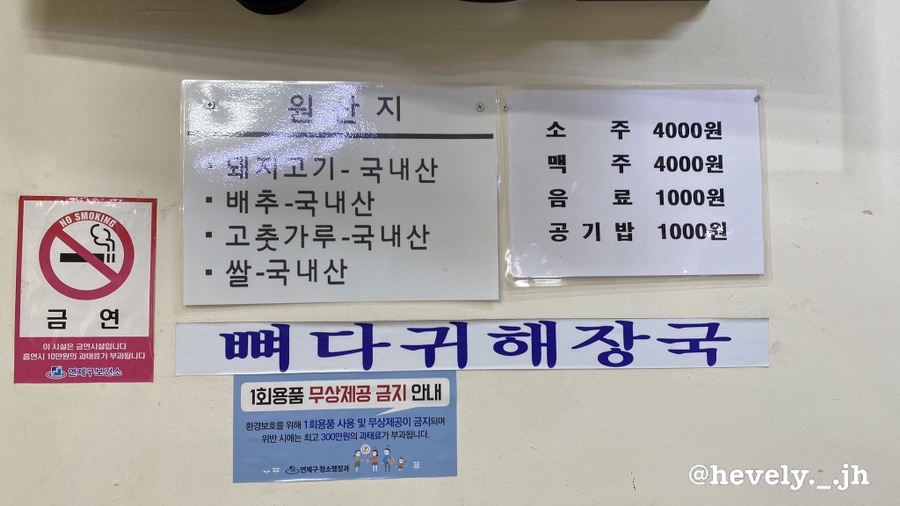 원산지
돼지고기-국내산
배추-국내산
고춧가루-국내산
쌀-국내산
소 주 4000원
맥 주 4000원
음 료 1000원
공기밥 1000원
NO SMOKING
금 연
이 시설은 금연시설입니다
흡연시 10만원의 과태료가 부과됩니다
연제구보건소
뼈다귀해장국
1회용품 무상제공 금지 안내
환경보호를 위해 1회용품 사용 및 무상제공이 금지되며
위반 시에는 최고 300만원의 과태료가 부과됩니다.
연제구 청소행정과
@hevely._.jh